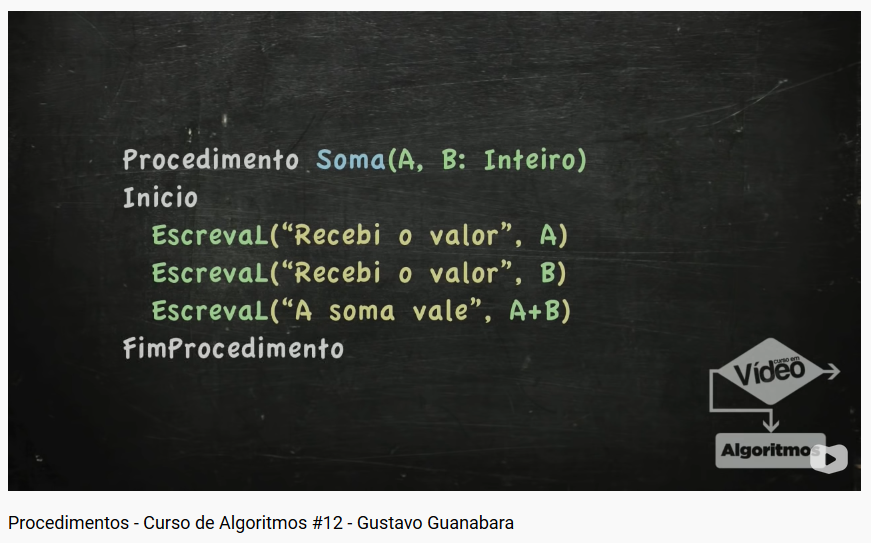 Procedimento Soma(A, B: Inteiro)
Inicio
EscrevaL(“Recebi o valor”, A)
EscrevaL(“Recebi o valor”, B)
EscrevaL(“A soma vale”, A+B)
FimProcedimento
curso em
Vídeo
Algoritmos
Procedimentos - Curso de Algoritmos #12 - Gustavo Guanabara